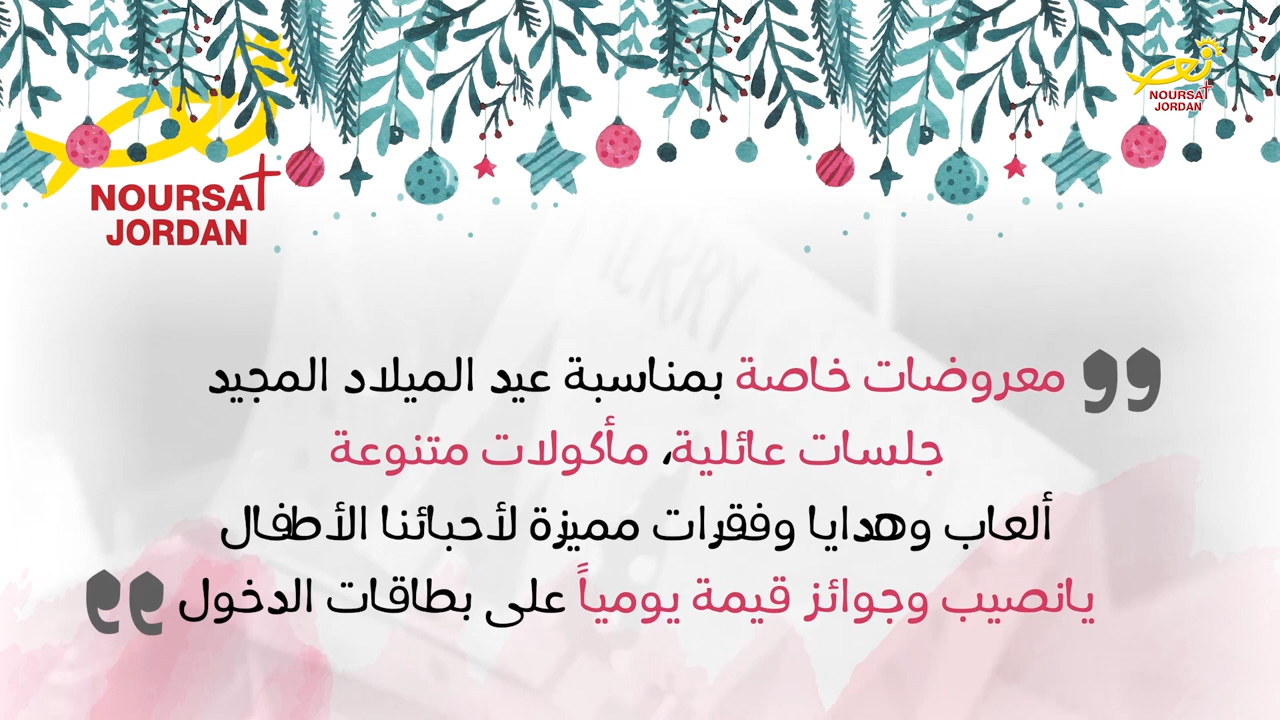 NOURSAT
JORDAN
NOURSAT
JORDAN
MERRY
معروضات خاصة بمناسبة عيد الميلاد المجيد
جلسات عائلية، مأكولات متنوعة
ألعاب وهدايا وفقرات مميزة لأحبائنا الأطفال
يانصيب وجوائز قيمة يومياً على بطاقات الدخول